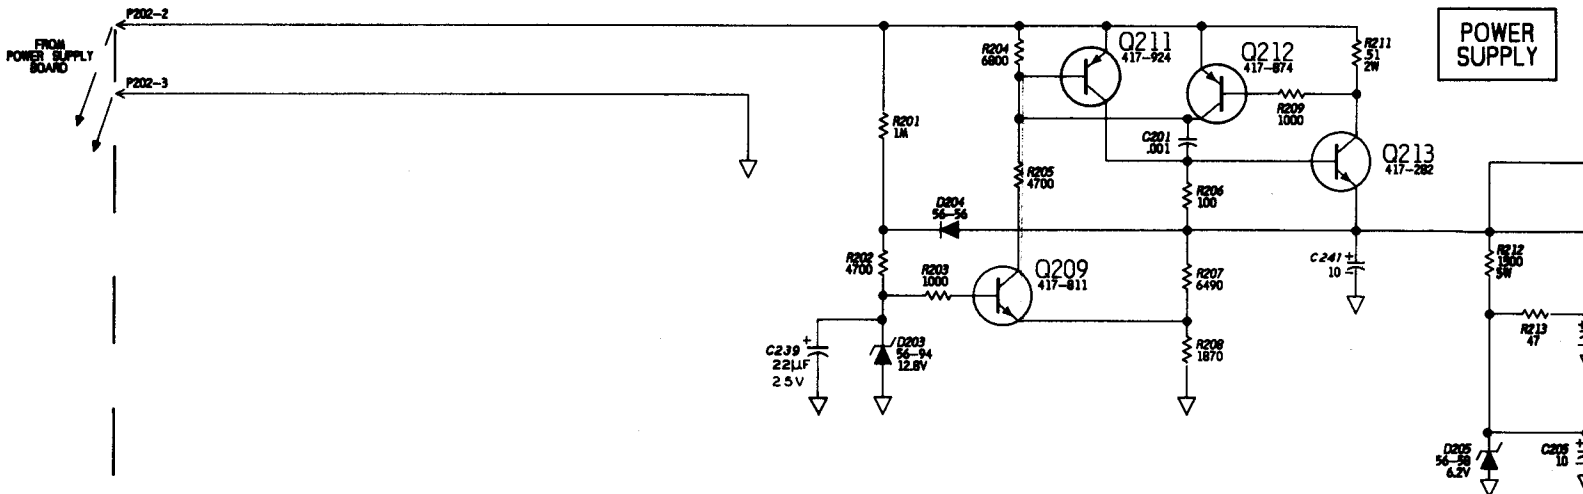 P202-2
FROM
POWER SUPPLY
BOARD
P202-3
R201
1M
R204
6800
Q211
417-924
Q212
417-874
R211
51
2W
POWER
SUPPLY
R209
1000
C201
.001
Q213
417-282
R205
4700
R206
100
D204
56-56
R202
4700
R203
1000
Q209
417-811
R207
6490
C241 +
10 -
R212
1500
5W
R213
47
+
C239 +
22µF
25V
D203
56-94
12.8V
R208
1870
D205
56-58
6.2V
C205 +
10